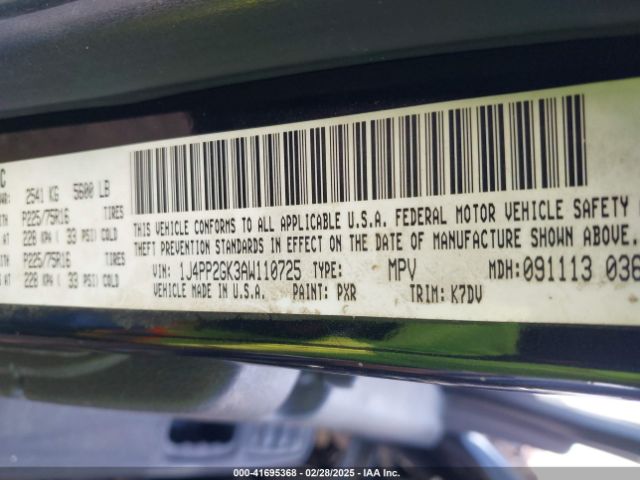 2541 KG 5600 LB
P225/75R16 TIRES
228 KPA ( 33 PSI) COLD
P225/75R16 TIRES
228 KPA ( 33 PSI) COLD
THIS VEHICLE CONFORMS TO ALL APPLICABLE U.S.A. FEDERAL MOTOR VEHICLE SAFETY
THEFT PREVENTION STANDARDS IN EFFECT ON THE DATE OF MANUFACTURE SHOWN ABOVE.
VIN: 1J4PP2GK3AW110725 TYPE: MPV MDH: 091113 036
VEHICLE MADE IN U.S.A. PAINT: PXR TRIM: K7DV
000-41695368 | 02/28/2025 - IAA Inc.